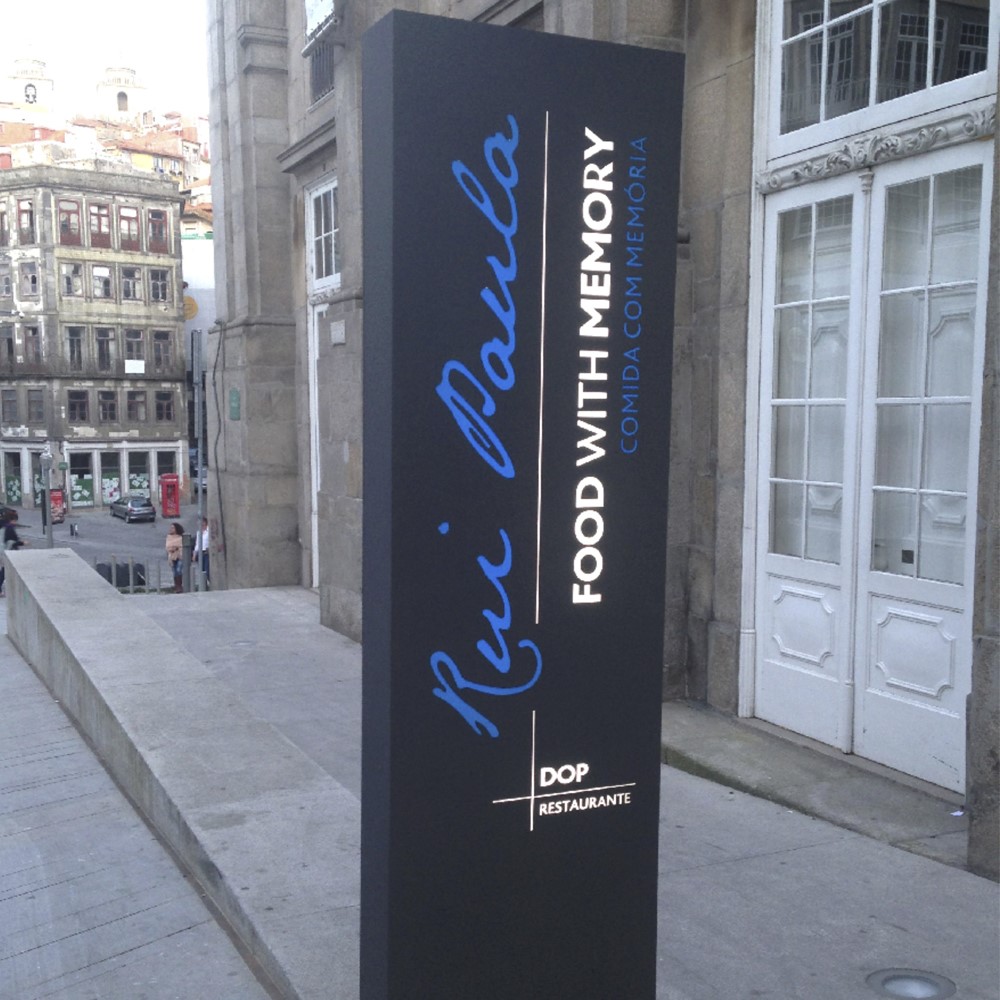 Rui Paula
FOOD WITH MEMORY
COMIDA COM MEMÓRIA
DOP
RESTAURANTE